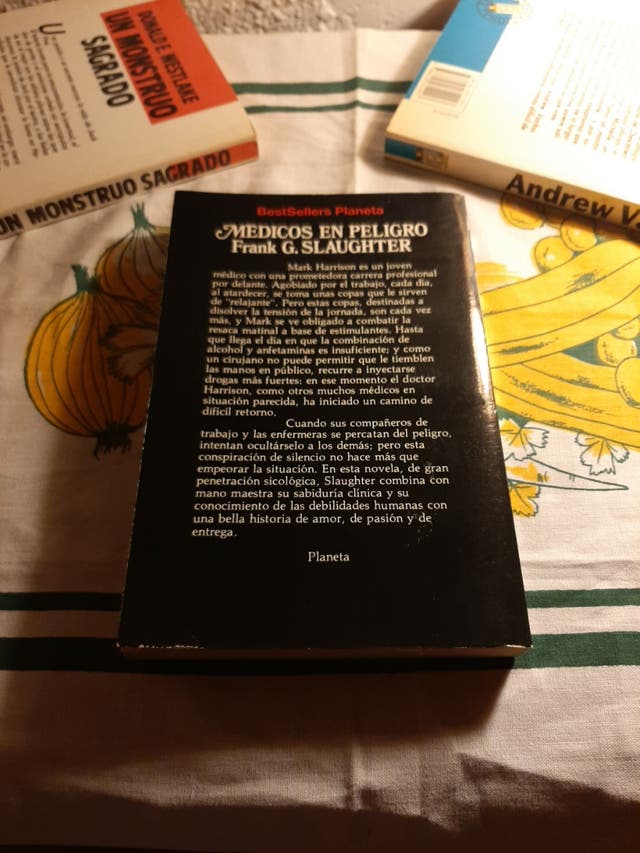 DONALD E. WESTLAKE
UN MONSTRUO
SAGRADO
UN MONSTRUO SAGRADO
Andrew V
BestSellers Planeta
MEDICOS EN PELIGRO
Frank G. SLAUGHTER
Mark Harrison es un joven
médico con una prometedora carrera profesional
por delante. Agobiado por el trabajo, cada día,
al atardecer, se toma unas copas que le sirven
de "relajante". Pero estas copas, destinadas a
disolver la tensión de la jornada, son cada vez
más, y Mark se ve obligado a combatir la
resaca matinal a base de estimulantes. Hasta
que llega el día en que la combinación de
alcohol y anfetaminas es insuficiente; y como
un cirujano no puede permitir que le tiemblen
las manos en público, recurre a inyectarse
drogas más fuertes: en ese momento el doctor
Harrison, como otros muchos médicos en
situación parecida, ha iniciado un camino de
difícil retorno.
Cuando sus compañeros de
trabajo y las enfermeras se percatan del peligro,
intentan ocultárselo a los demás; pero esta
conspiración de silencio no hace más que
empeorar la situación. En esta novela, de gran
penetración sicológica, Slaughter combina con
mano maestra su sabiduría clínica y su
conocimiento de las debilidades humanas con
una bella historia de amor, de pasión y de
entrega.
Planeta